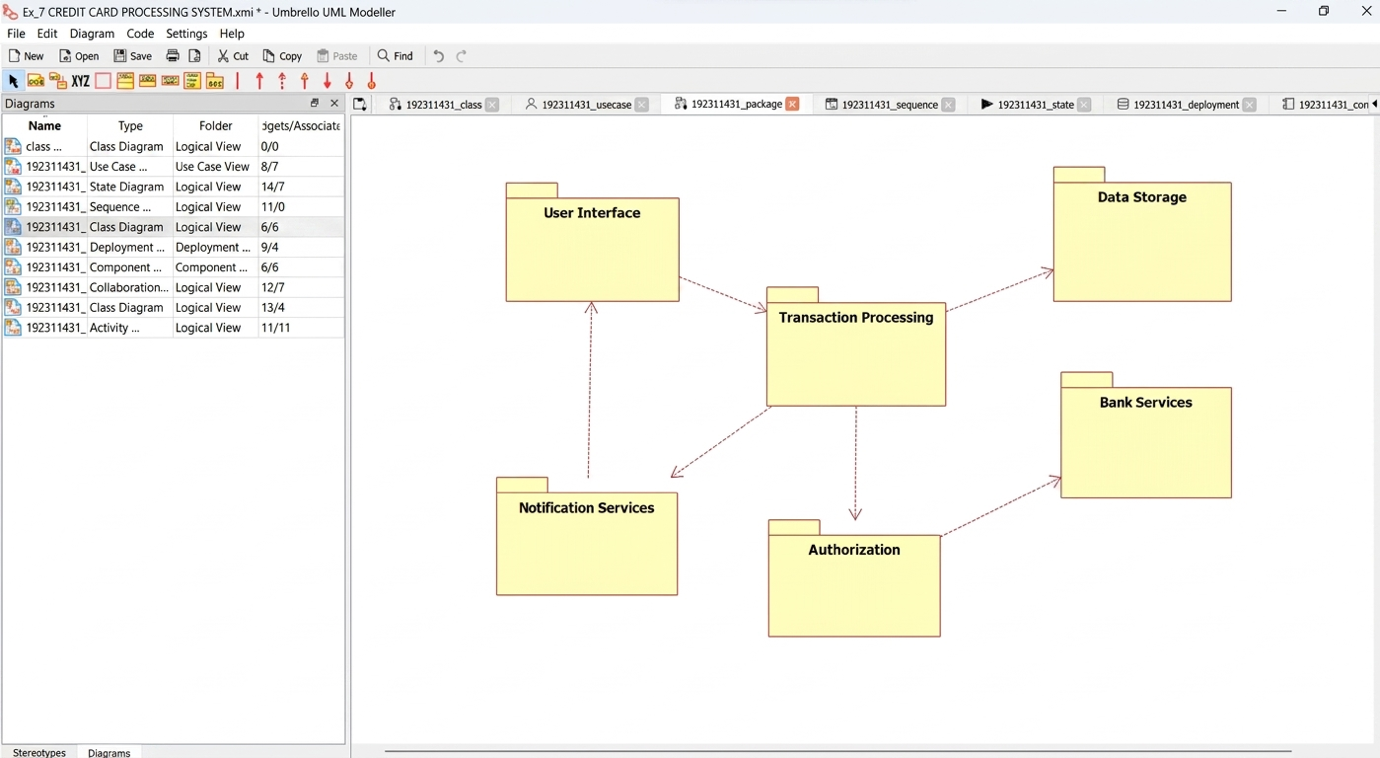 Ex_7 CREDIT CARD PROCESSING SYSTEM.xmi * - Umbrello UML Modeller
File Edit Diagram Code Settings Help
New Open Save Cut Copy Paste Find
XYZ
Diagrams
192311431_class 192311431_usecase 192311431_package 192311431_sequence 192311431_state 192311431_deployment 192311431_con
Name Type Folder dgets/Associate
class ... Class Diagram Logical View 0/0
192311431_ Use Case ... Use Case View 8/7
192311431_ State Diagram Logical View 14/7
192311431_ Sequence ... Logical View 11/0
192311431_ Class Diagram Logical View 6/6
192311431_ Deployment ... Deployment ... 9/4
192311431_ Component ... Component ... 6/6
192311431_ Collaboration... Logical View 12/7
192311431_ Class Diagram Logical View 13/4
192311431_ Activity ... Logical View 11/11
User Interface
Data Storage
Transaction Processing
Bank Services
Notification Services
Authorization
Stereotypes Diagrams